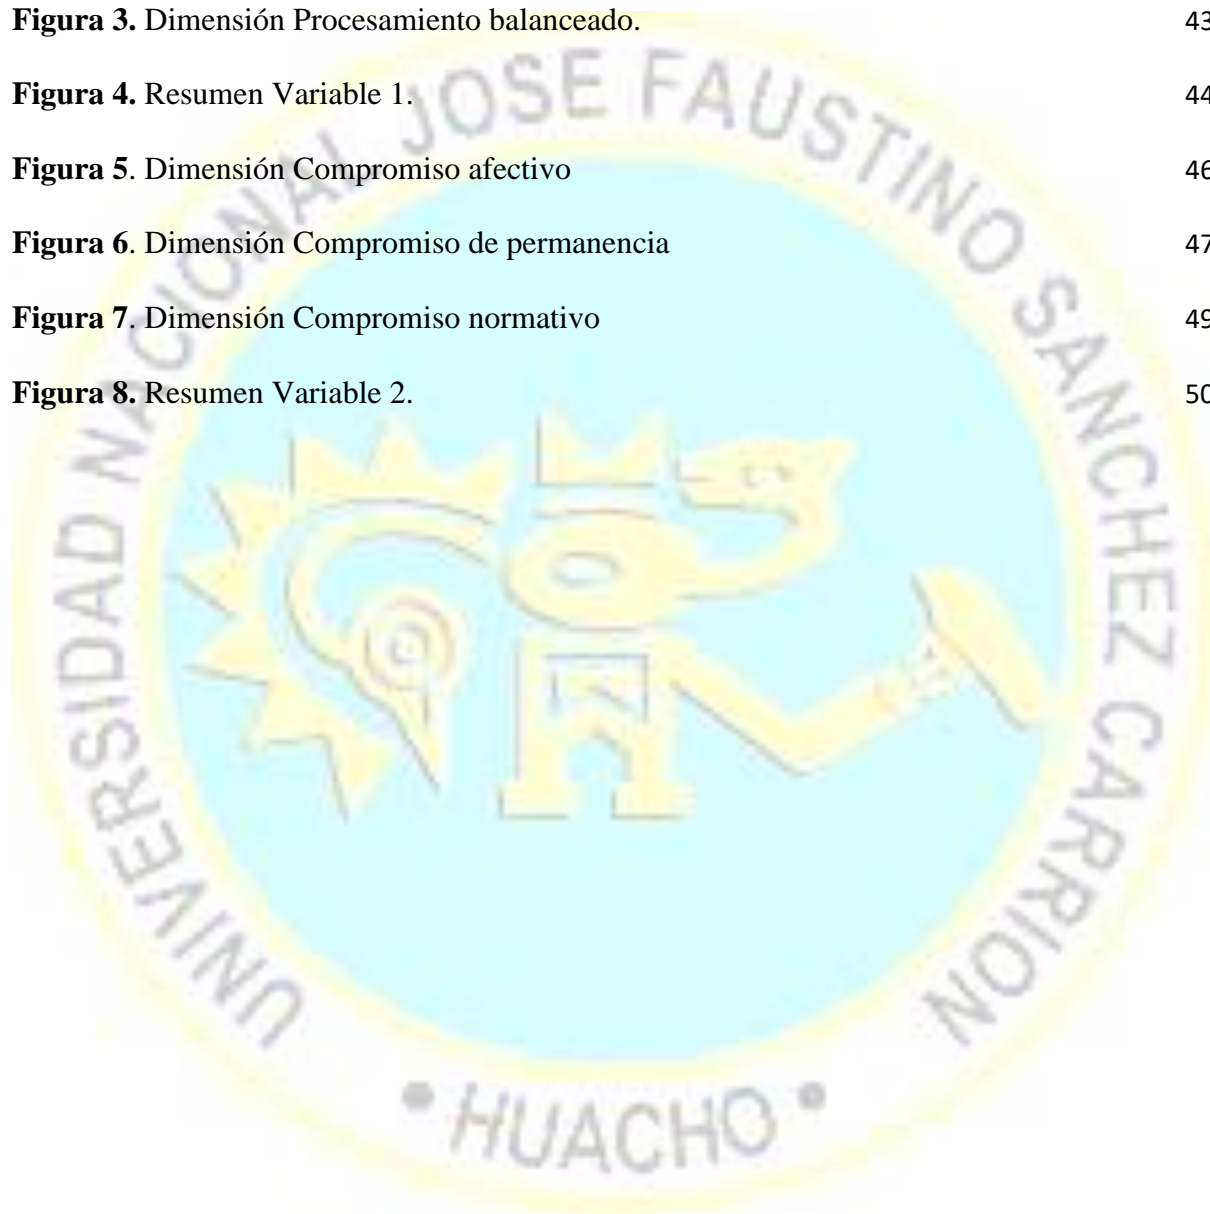 Figura 3. Dimensión Procesamiento balanceado. 43
Figura 4. Resumen Variable 1. 44
Figura 5. Dimensión Compromiso afectivo 46
Figura 6. Dimensión Compromiso de permanencia 47
Figura 7. Dimensión Compromiso normativo 49
Figura 8. Resumen Variable 2. 50
UNIVERSIDAD NACIONAL JOSE FAUSTINO SANCHEZ CARRION
• HUACHO •